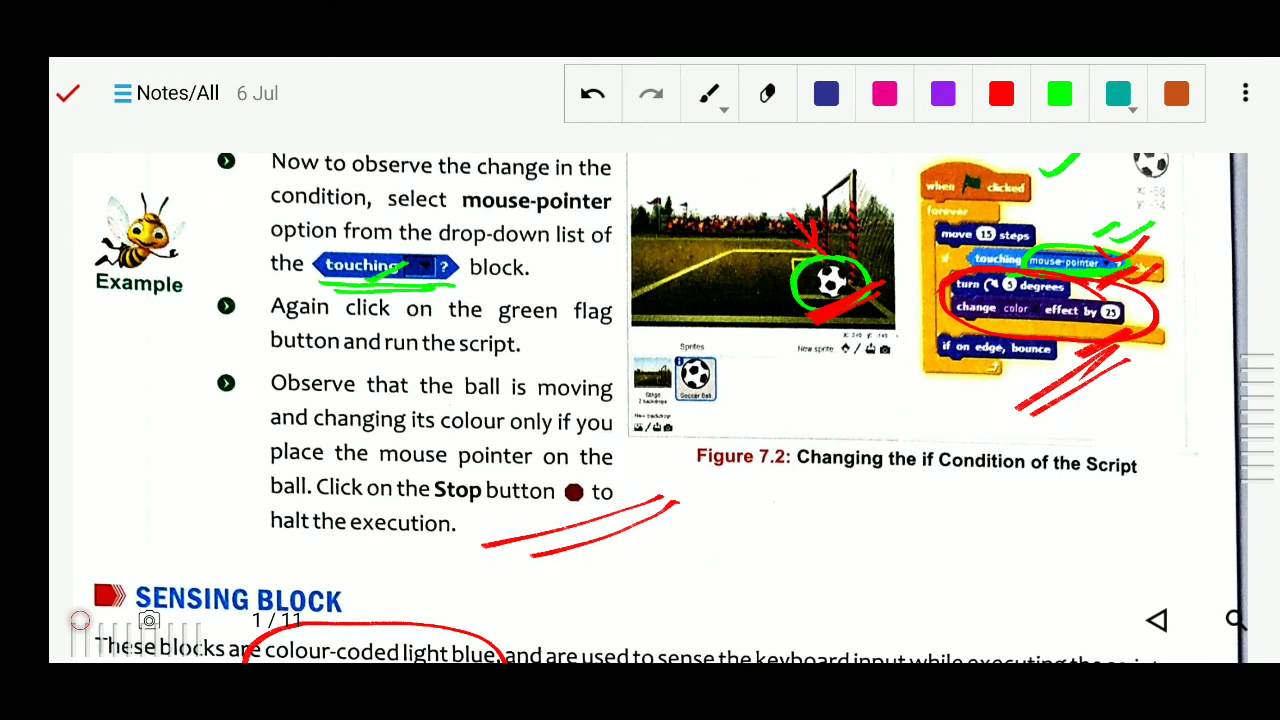 Notes/All 6 Jul
Now to observe the change in the
condition, select mouse-pointer
option from the drop-down list of
the touching ? block.
Again click on the green flag
button and run the script.
Observe that the ball is moving
and changing its colour only if you
place the mouse pointer on the
ball. Click on the Stop button to
halt the execution.
Example
Sprites New sprite
Stage
2 backdrops
Soccer Ball
New backdrop
when clicked
forever
move 15 steps
touching mouse-pointer
turn 5 degrees
change color effect by 25
if on edge, bounce
Figure 7.2: Changing the if Condition of the Script
SENSING BLOCK
1 / 11
These blocks are colour-coded light blue, and are used to sense the keyboard input while executing the script